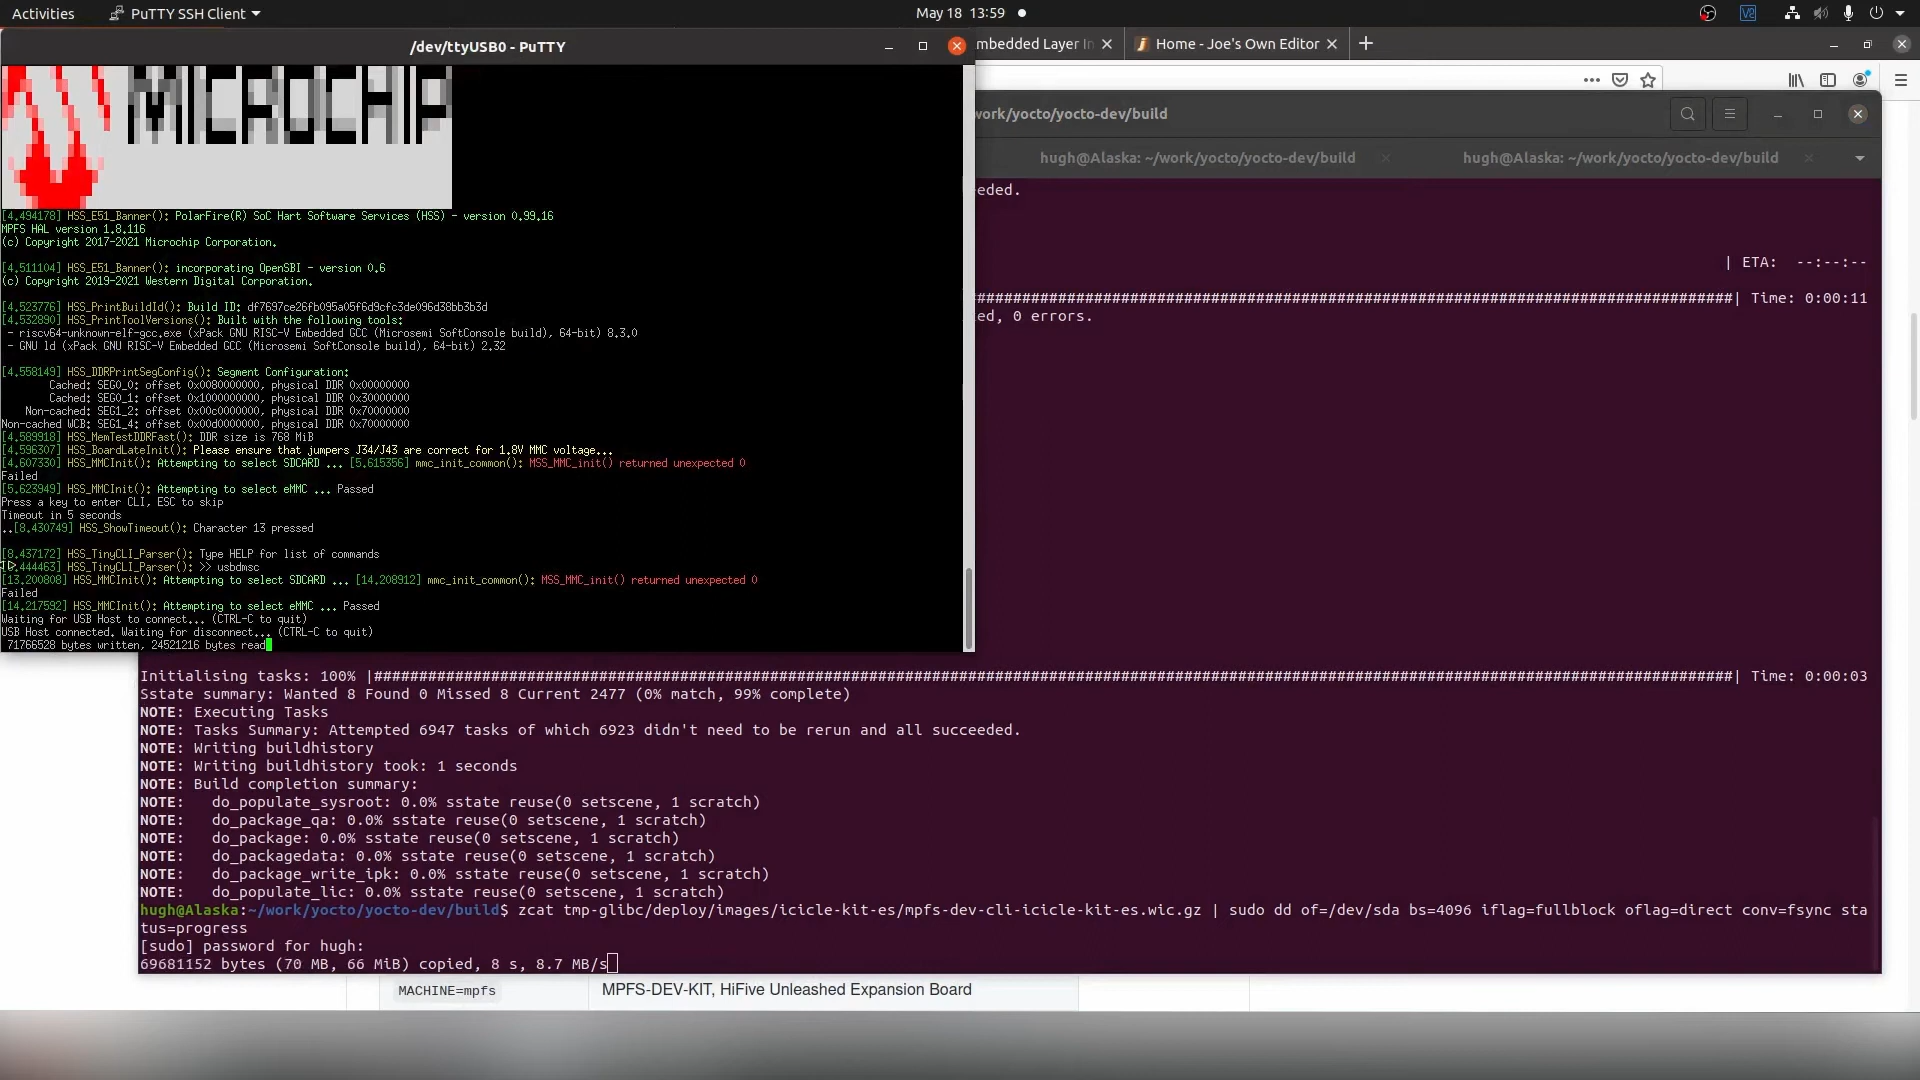 Activities
PuTTY SSH Client
May 18 13:59
V2
/dev/ttyUSB0 - PuTTY
mbedded Layer In
Home - Joe's Own Editor
work/yocto/yocto-dev/build
hugh@Alaska: ~/work/yocto/yocto-dev/build
hugh@Alaska: ~/work/yocto/yocto-dev/build
MICROCHIP
[4.494178] HSS_E51_Banner(): PolarFire(R) SoC Hart Software Services (HSS) - version 0.99.16
MPFS HAL version 1.8.116
(c) Copyright 2017-2021 Microchip Corporation.
[4.511104] HSS_E51_Banner(): incorporating OpenSBI - version 0.6
(c) Copyright 2019-2021 Western Digital Corporation.
[4.523776] HSS_PrintBuildId(): Build ID: df7697ce26fb095a05f6d9cfc3de096d38bb3b3d
[4.532890] HSS_PrintToolVersions(): Built with the following tools:
- riscv64-unknown-elf-gcc.exe (xPack GNU RISC-V Embedded GCC (Microsemi SoftConsole build), 64-bit) 8.3.0
- GNU ld (xPack GNU RISC-V Embedded GCC (Microsemi SoftConsole build), 64-bit) 2.32
[4.558149] HSS_DDRPrintSegConfig(): Segment Configuration:
Cached: SEG0_0: offset 0x0080000000, physical DDR 0x00000000
Cached: SEG0_1: offset 0x1000000000, physical DDR 0x30000000
Non-cached: SEG1_2: offset 0x00c0000000, physical DDR 0x70000000
Non-cached WCB: SEG1_4: offset 0x00d0000000, physical DDR 0x70000000
[4.589918] HSS_MemTestDDRFast(): DDR size is 768 MiB
[4.596307] HSS_BoardLateInit(): Please ensure that jumpers J34/J43 are correct for 1.8V MMC voltage...
[4.607330] HSS_MMCInit(): Attempting to select SDCARD ... [5.615356] mmc_init_common(): MSS_MMC_init() returned unexpected 0
Failed
[5.623949] HSS_MMCInit(): Attempting to select eMMC ... Passed
Press a key to enter CLI, ESC to skip
Timeout in 5 seconds
..[8.430749] HSS_ShowTimeout(): Character 13 pressed
[8.437172] HSS_TinyCLI_Parser(): Type HELP for list of commands
.444463] HSS_TinyCLI_Parser(): >> usbdmsc
[13.200808] HSS_MMCInit(): Attempting to select SDCARD ... [14.208912] mmc_init_common(): MSS_MMC_init() returned unexpected 0
Failed
[14.217592] HSS_MMCInit(): Attempting to select eMMC ... Passed
Waiting for USB Host to connect... (CTRL-C to quit)
USB Host connected. Waiting for disconnect... (CTRL-C to quit)
71766528 bytes written, 24521216 bytes read
eded.
| ETA: --:--:--
####################################################################################################| Time: 0:00:11
ed, 0 errors.
Initialising tasks: 100% |##################################################################################################################| Time: 0:00:03
Sstate summary: Wanted 8 Found 0 Missed 8 Current 2477 (0% match, 99% complete)
NOTE: Executing Tasks
NOTE: Tasks Summary: Attempted 6947 tasks of which 6923 didn't need to be rerun and all succeeded.
NOTE: Writing buildhistory
NOTE: Writing buildhistory took: 1 seconds
NOTE: Build completion summary:
NOTE: do_populate_sysroot: 0.0% sstate reuse(0 setscene, 1 scratch)
NOTE: do_package_qa: 0.0% sstate reuse(0 setscene, 1 scratch)
NOTE: do_package: 0.0% sstate reuse(0 setscene, 1 scratch)
NOTE: do_packagedata: 0.0% sstate reuse(0 setscene, 1 scratch)
NOTE: do_package_write_ipk: 0.0% sstate reuse(0 setscene, 1 scratch)
NOTE: do_populate_lic: 0.0% sstate reuse(0 setscene, 1 scratch)
hugh@Alaska:~/work/yocto/yocto-dev/build$ zcat tmp-glibc/deploy/images/icicle-kit-es/mpfs-dev-cli-icicle-kit-es.wic.gz | sudo dd of=/dev/sda bs=4096 iflag=fullblock oflag=direct conv=fsync sta
tus=progress
[sudo] password for hugh:
69681152 bytes (70 MB, 66 MiB) copied, 8 s, 8.7 MB/s
MACHINE=mpfs
MPFS-DEV-KIT, HiFive Unleashed Expansion Board